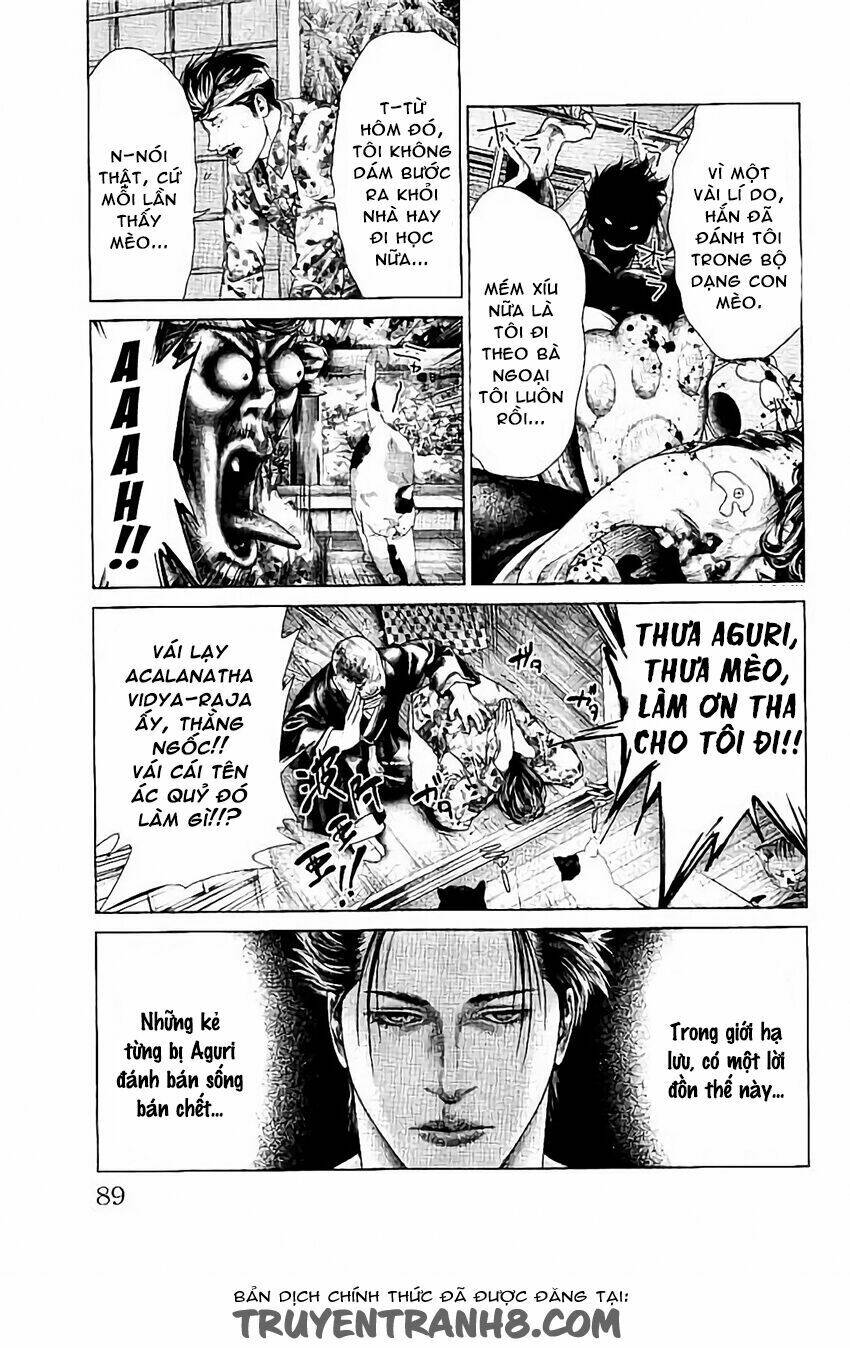 VÌ MỘT
VÀI LÍ DO,
HẮN ĐÃ
ĐÁNH TÔI
TRONG BỘ
DẠNG CON
MÈO.
MÉM XÍU
NỮA LÀ
TÔI ĐI
THEO BÀ
NGOẠI
TÔI LUÔN
RỒI...
T-TỪ
HÔM ĐÓ,
TÔI KHÔNG
DÁM BƯỚC
RA KHỎI
NHÀ HAY
ĐI HỌC
NỮA...
N-NÓI
THẬT, CỨ
MỖI LẦN
THẤY
MÈO...
AAAH!!
THƯA AGURI,
THƯA MÈO,
LÀM ƠN THA
CHO TÔI ĐI!!
VÁI LẠY
ACALANATHA
VIDYA-RAJA
ẤY, THẰNG
NGỐC!!
VÁI CÁI TÊN
ÁC QUỶ ĐÓ
LÀM GÌ!!?
ガタ
ガタ
Trong giới hạ
lưu, có một lời
đồn thế này...
Những kẻ
từng bị Aguri
đánh bán sống
bán chết...
89
BẢN DỊCH CHÍNH THỨC ĐÃ ĐƯỢC ĐĂNG TẠI:
TRUYENTRANH8.COM